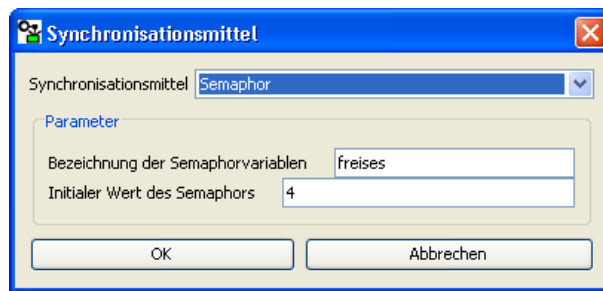 Synchronisationsmittel
Synchronisationsmittel Semaphor
Parameter
Bezeichnung der Semaphorvariablen freises
Initialer Wert des Semaphors 4
OK Abbrechen